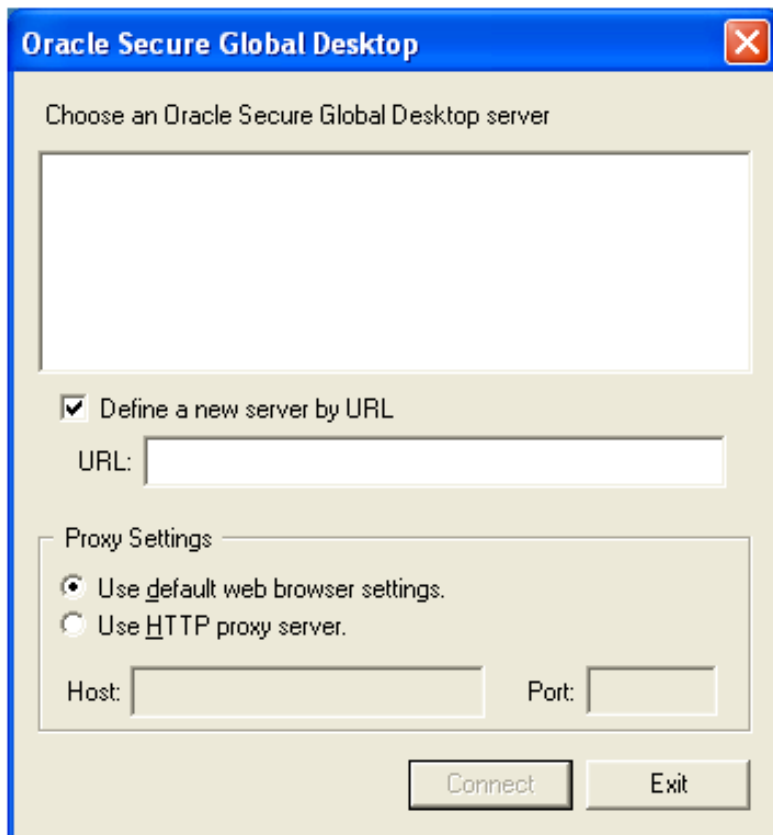 Oracle Secure Global Desktop
Choose an Oracle Secure Global Desktop server
Define a new server by URL
URL:
Proxy Settings
Use default web browser settings.
Use HTTP proxy server.
Host: Port:
Connect Exit